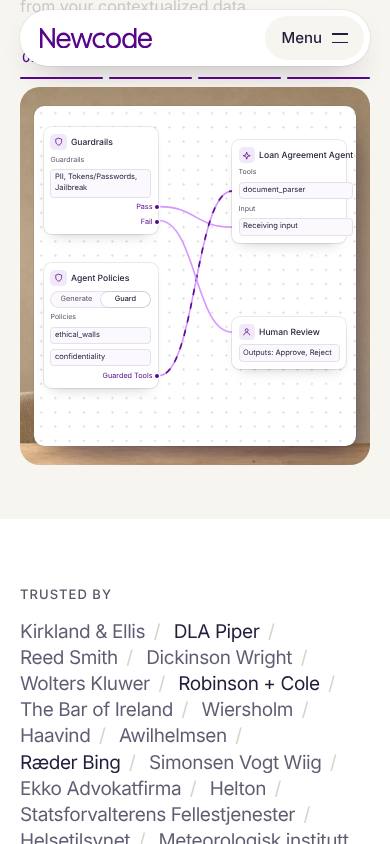 from your contextualized data.
Newcode
Menu
Guardrails
Guardrails
PII, Tokens/Passwords,
Jailbreak
Pass
Fail
Loan Agreement Agent
Tools
document_parser
Input
Receiving input
Agent Policies
Generate Guard
Policies
ethical_walls
confidentiality
Guarded Tools
Human Review
Outputs: Approve, Reject
TRUSTED BY
Kirkland & Ellis / DLA Piper /
Reed Smith / Dickinson Wright /
Wolters Kluwer / Robinson + Cole /
The Bar of Ireland / Wiersholm /
Haavind / Awilhelmsen /
Ræder Bing / Simonsen Vogt Wiig /
Ekko Advokatfirma / Helton /
Statsforvalterens Fellestjenester /
Helsetilsynet / Meteorologisk institutt